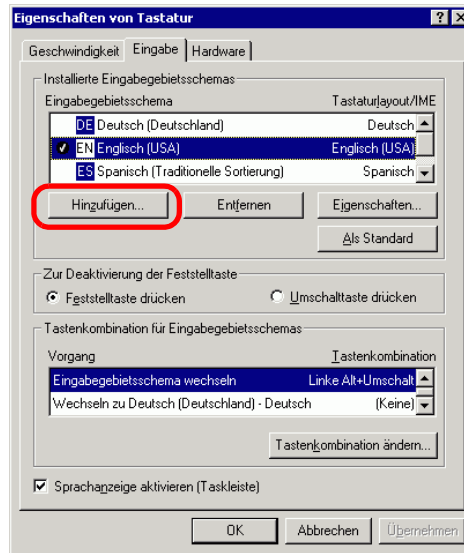 Eigenschaften von Tastatur
Geschwindigkeit Eingabe Hardware
Installierte Eingabegebietsschemas
Eingabegebietsschema Tastaturlayout/IME
DE Deutsch (Deutschland) Deutsch
EN Englisch (USA) Englisch (USA)
ES Spanisch (Traditionelle Sortierung) Spanisch
Hinzufügen... Entfernen Eigenschaften...
Als Standard
Zur Deaktivierung der Feststelltaste
Feststelltaste drücken Umschalttaste drücken
Tastenkombination für Eingabegebietsschemas
Vorgang Tastenkombination
Eingabegebietsschema wechseln Linke Alt+Umschalt
Wechseln zu Deutsch (Deutschland) - Deutsch (Keine)
Tastenkombination ändern...
Sprachanzeige aktivieren (Taskleiste)
OK Abbrechen Übernehmen